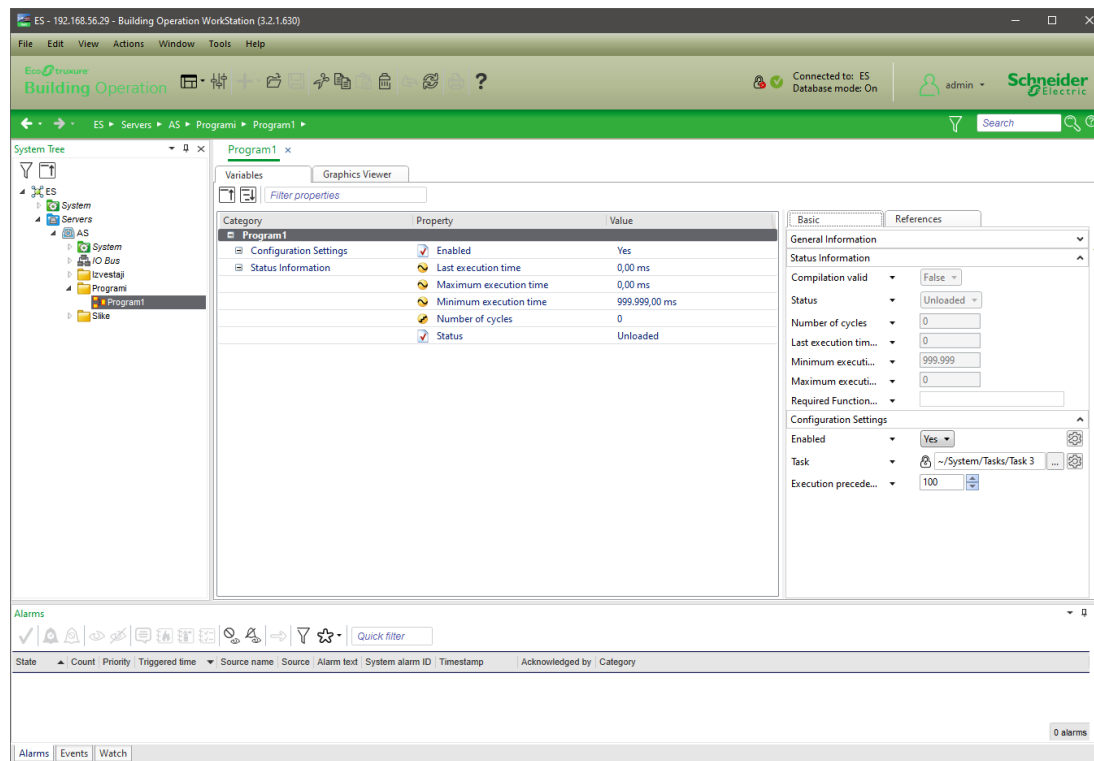 ES - 192.168.56.29 - Building Operation WorkStation (3.2.1.630)
File Edit View Actions Window Tools Help
EcoStruxure
Building Operation
Connected to: ES
Database mode: On
admin
Schneider
Electric
ES Servers AS Programi Program1
Search
System Tree
Program1
Variables Graphics Viewer
Filter properties
ES
System
Servers
AS
System
IO Bus
Izvestaji
Programi
Program1
Slike
Category Property Value
Program1
Configuration Settings Enabled Yes
Status Information Last execution time 0,00 ms
Maximum execution time 0,00 ms
Minimum execution time 999.999,00 ms
Number of cycles 0
Status Unloaded
Basic References
General Information
Status Information
Compilation valid False
Status Unloaded
Number of cycles 0
Last execution tim... 0
Minimum executi... 999.999
Maximum executi... 0
Required Function...
Configuration Settings
Enabled Yes
Task ~/System/Tasks/Task 3 ...
Execution precede... 100
Alarms
Quick filter
State Count Priority Triggered time Source name Source Alarm text System alarm ID Timestamp Acknowledged by Category
0 alarms
Alarms Events Watch